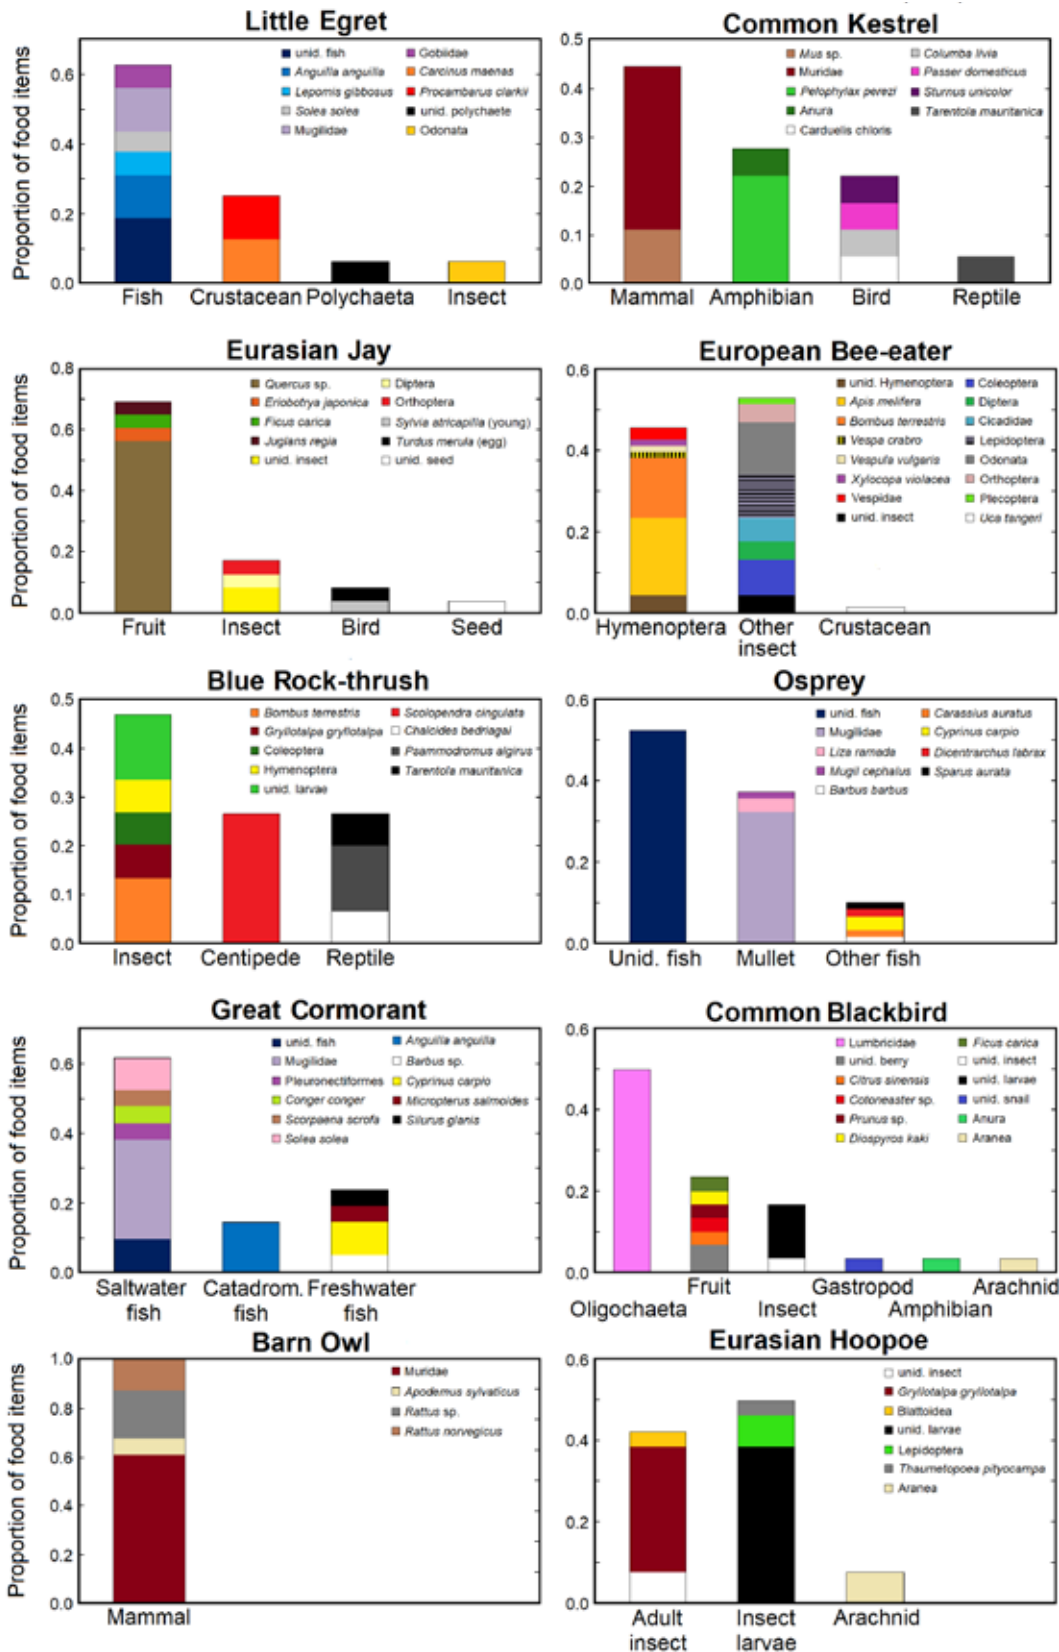 Little Egret
Proportion of food items
0.6
0.4
0.2
0.0
unid. fish
Anguilla anguilla
Lepomis gibbosus
Solea solea
Mugilidae
Gobiidae
Carcinus maenas
Procambarus clarkii
unid. polychaete
Odonata
Fish Crustacean Polychaeta Insect
Common Kestrel
0.5
0.4
0.3
0.2
0.1
0.0
Mus sp.
Muridae
Pelophylax perezi
Anura
Carduelis chloris
Columba livia
Passer domesticus
Sturnus unicolor
Tarentola mauritanica
Mammal Amphibian Bird Reptile
Eurasian Jay
Proportion of food items
0.8
0.6
0.4
0.2
0.0
Quercus sp.
Eriobotrya japonica
Ficus carica
Juglans regia
unid. insect
Diptera
Orthoptera
Sylvia atricapilla (young)
Turdus merula (egg)
unid. seed
Fruit Insect Bird Seed
European Bee-eater
0.6
0.4
0.2
0.0
unid. Hymenoptera
Apis melifera
Bombus terrestris
Vespa crabro
Vespula vulgaris
Xylocopa violacea
Vespidae
unid. insect
Coleoptera
Diptera
Cicadidae
Lepidoptera
Odonata
Orthoptera
Plecoptera
Uca tangeri
Hymenoptera Other Crustacean
insect
Blue Rock-thrush
Proportion of food items
0.5
0.4
0.3
0.2
0.1
0.0
Bombus terrestris
Gryllotalpa gryllotalpa
Coleoptera
Hymenoptera
unid. larvae
Scolopendra cingulata
Chalcides bedriagai
Psammodromus algirus
Tarentola mauritanica
Insect Centipede Reptile
Osprey
0.6
0.4
0.2
0.0
unid. fish
Mugilidae
Liza ramada
Mugil cephalus
Barbus barbus
Carassius auratus
Cyprinus carpio
Dicentrarchus labrax
Sparus aurata
Unid. fish Mullet Other fish
Great Cormorant
Proportion of food items
0.6
0.4
0.2
0.0
unid. fish
Mugilidae
Pleuronectiformes
Conger conger
Scorpaena scrofa
Solea solea
Anguilla anguilla
Barbus sp.
Cyprinus carpio
Micropterus salmoides
Silurus glanis
Saltwater Catadrom. Freshwater
fish fish fish
Common Blackbird
0.6
0.4
0.2
0.0
Lumbricidae
unid. berry
Citrus sinensis
Cotoneaster sp.
Prunus sp.
Diospyros kaki
Ficus carica
unid. insect
unid. larvae
unid. snail
Anura
Aranea
Fruit Gastropod Arachnid
Oligochaeta Insect Amphibian
Barn Owl
Proportion of food items
1.0
0.8
0.6
0.4
0.2
0.0
Muridae
Apodemus sylvaticus
Rattus sp.
Rattus norvegicus
Mammal
Eurasian Hoopoe
0.6
0.4
0.2
0.0
unid. insect
Gryllotalpa gryllotalpa
Blattoidea
unid. larvae
Lepidoptera
Thaumetopoea pityocampa
Aranea
Adult Insect Arachnid
insect larvae